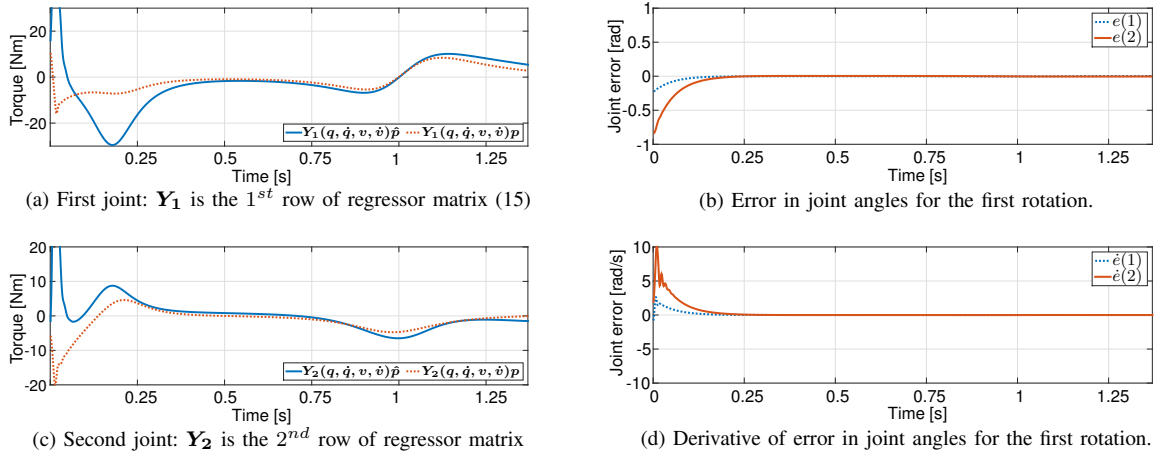 20
0
-20
Torque [Nm]
0.25
0.5
0.75
1
1.25
Time [s]
Y₁(q, q̇, v, v̇)p̂
Y₁(q, q̇, v, v̇)p
(a) First joint: Y₁ is the 1ˢᵗ row of regressor matrix (15)
1
0.5
0
-0.5
-1
Joint error [rad]
0
0.25
0.5
0.75
1
1.25
Time [s]
e(1)
e(2)
(b) Error in joint angles for the first rotation.
20
10
0
-10
-20
Torque [Nm]
0.25
0.5
0.75
1
1.25
Time [s]
Y₂(q, q̇, v, v̇)p̂
Y₂(q, q̇, v, v̇)p
(c) Second joint: Y₂ is the 2ⁿᵈ row of regressor matrix
10
5
0
-5
-10
Joint error [rad/s]
0
0.25
0.5
0.75
1
1.25
Time [s]
ė(1)
ė(2)
(d) Derivative of error in joint angles for the first rotation.